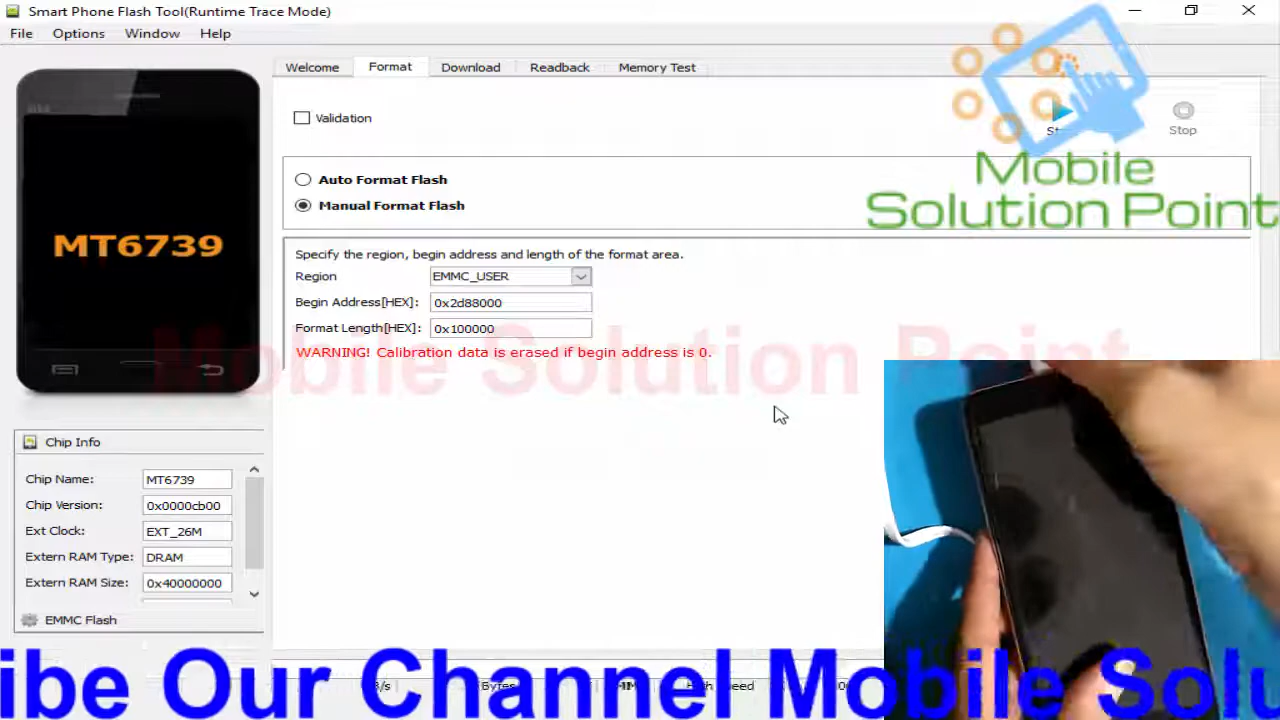 Smart Phone Flash Tool(Runtime Trace Mode)
File Options Window Help
Welcome Format Download Readback Memory Test
MT6739
Validation
Stop
Auto Format Flash
Manual Format Flash
Mobile
Solution Point
Specify the region, begin address and length of the format area.
Region EMMC_USER
Begin Address[HEX]: 0x2d88000
Format Length[HEX]: 0x100000
WARNING! Calibration data is erased if begin address is 0.
Mobile Solution Point
Chip Info
Chip Name: MT6739
Chip Version: 0x0000cb00
Ext Clock: EXT_26M
Extern RAM Type: DRAM
Extern RAM Size: 0x40000000
EMMC Flash
ibe Our Channel Mobile Solu